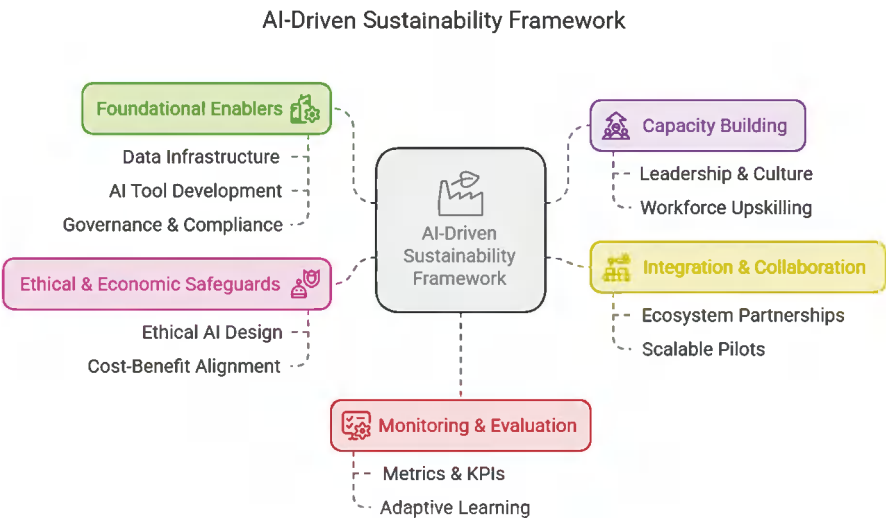 AI-Driven Sustainability Framework
Foundational Enablers
Data Infrastructure
AI Tool Development
Governance & Compliance
Ethical & Economic Safeguards
Ethical AI Design
Cost-Benefit Alignment
AI-Driven
Sustainability
Framework
Capacity Building
Leadership & Culture
Workforce Upskilling
Integration & Collaboration
Ecosystem Partnerships
Scalable Pilots
Monitoring & Evaluation
Metrics & KPIs
Adaptive Learning